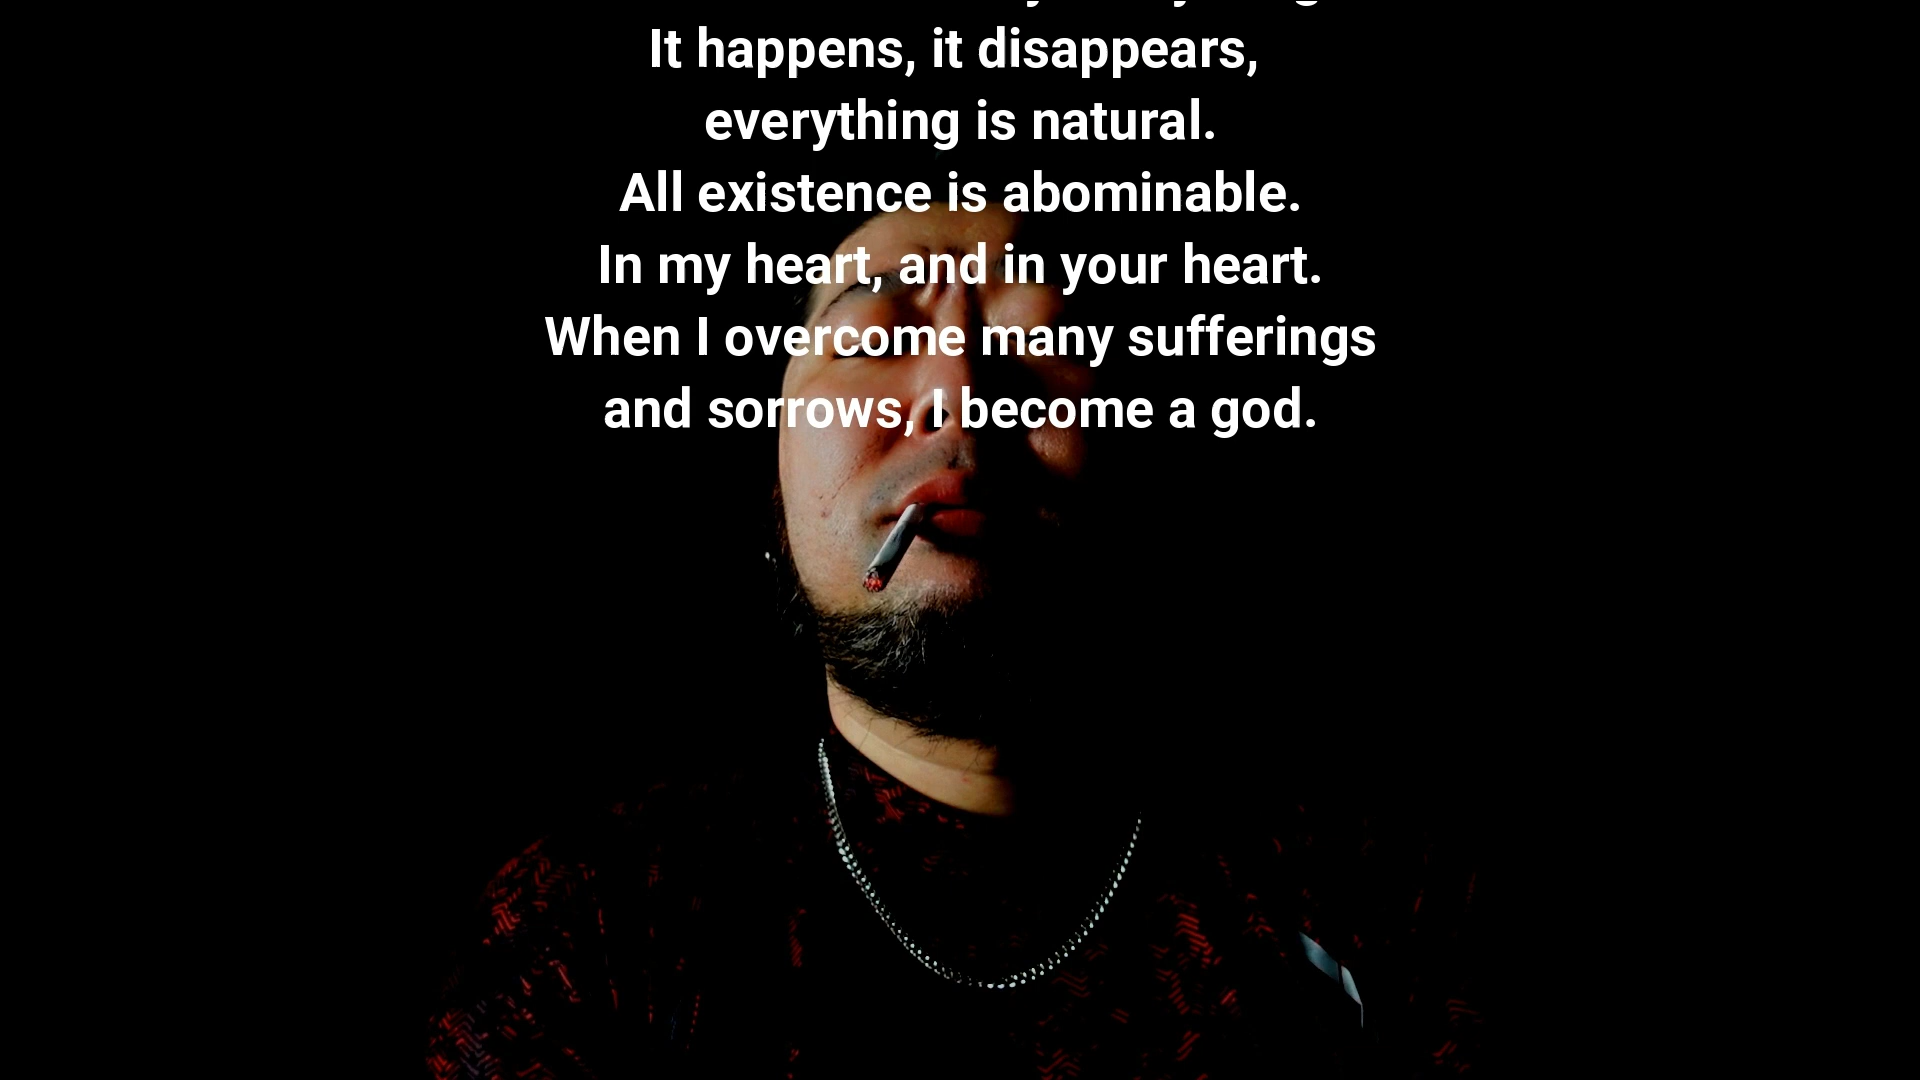 It happens, it disappears,
everything is natural.
All existence is abominable.
In my heart, and in your heart.
When I overcome many sufferings
and sorrows, I become a god.